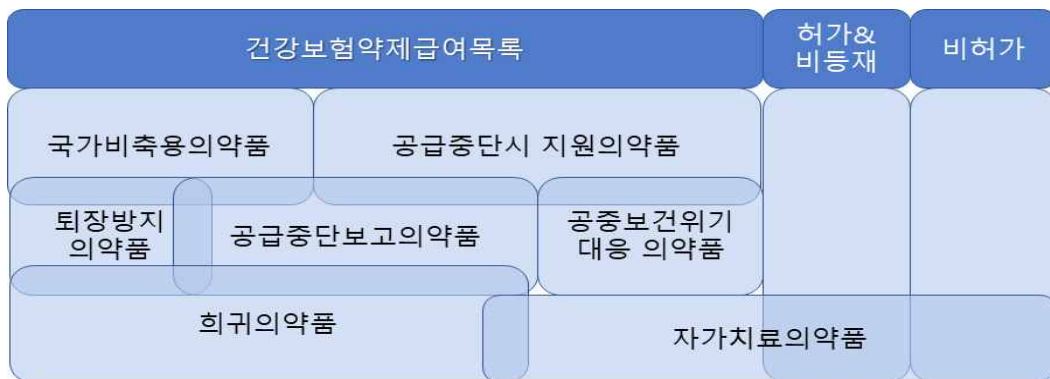 건강보험약제급여목록
허가&
비등재
비허가
국가비축용의약품
공급중단시 지원의약품
퇴장방지
의약품
공급중단보고의약품
공중보건위기
대응 의약품
희귀의약품
자가치료의약품